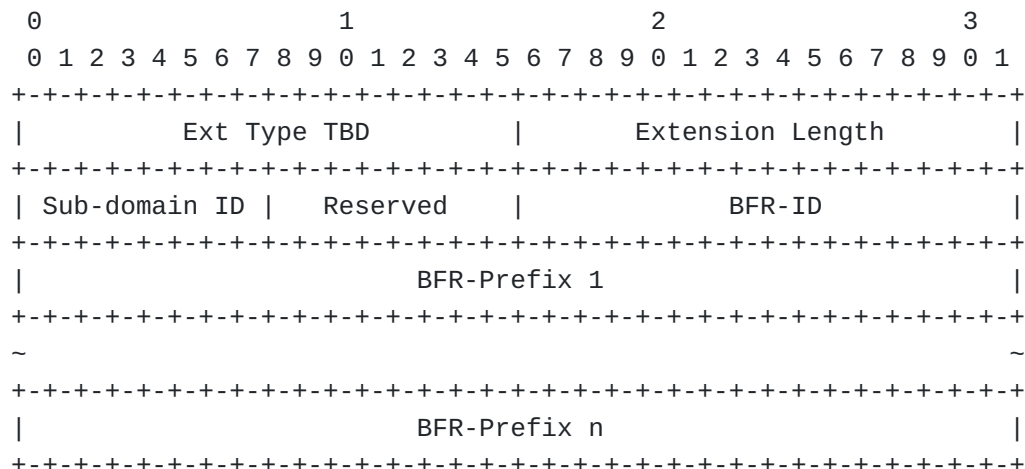 0                   1                   2                   3
 0 1 2 3 4 5 6 7 8 9 0 1 2 3 4 5 6 7 8 9 0 1 2 3 4 5 6 7 8 9 0 1
+-+-+-+-+-+-+-+-+-+-+-+-+-+-+-+-+-+-+-+-+-+-+-+-+-+-+-+-+-+-+-+-+
|          Ext Type TBD         |       Extension Length        |
+-+-+-+-+-+-+-+-+-+-+-+-+-+-+-+-+-+-+-+-+-+-+-+-+-+-+-+-+-+-+-+-+
| Sub-domain ID |   Reserved    |             BFR-ID            |
+-+-+-+-+-+-+-+-+-+-+-+-+-+-+-+-+-+-+-+-+-+-+-+-+-+-+-+-+-+-+-+-+
|                         BFR-Prefix 1                          |
+-+-+-+-+-+-+-+-+-+-+-+-+-+-+-+-+-+-+-+-+-+-+-+-+-+-+-+-+-+-+-+-+
~                                                               ~
+-+-+-+-+-+-+-+-+-+-+-+-+-+-+-+-+-+-+-+-+-+-+-+-+-+-+-+-+-+-+-+-+
|                         BFR-Prefix n                          |
+-+-+-+-+-+-+-+-+-+-+-+-+-+-+-+-+-+-+-+-+-+-+-+-+-+-+-+-+-+-+-+-+